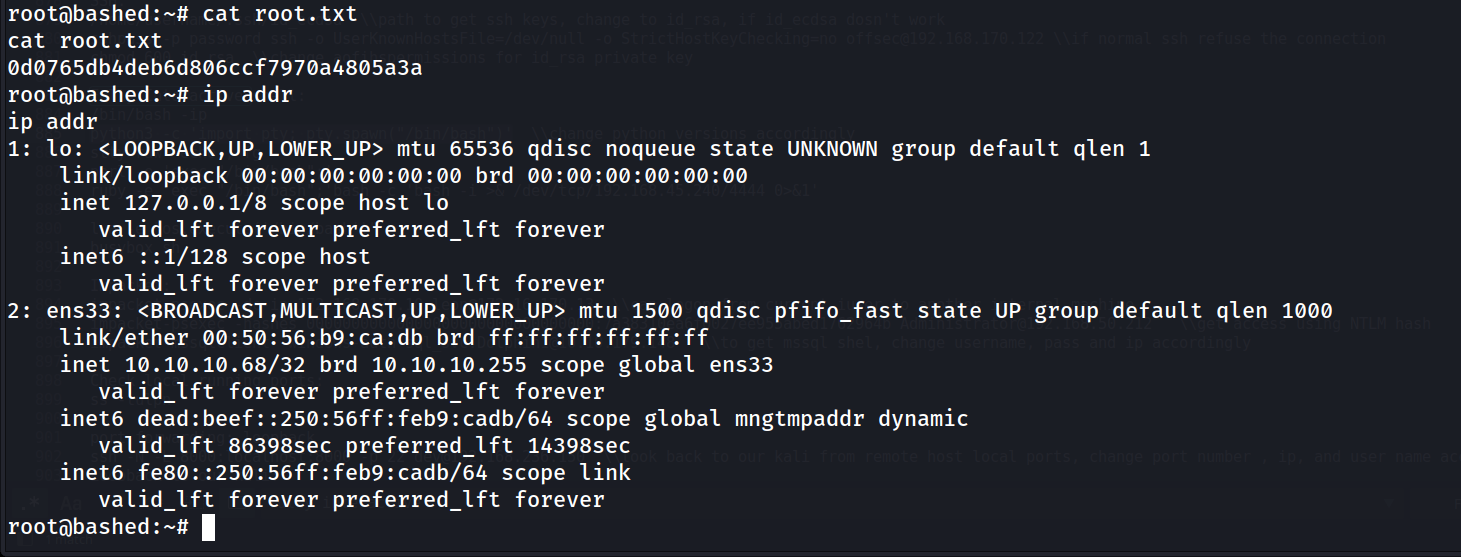 root@bashed:~# cat root.txt
cat root.txt
0d0765db4deb6d806ccf7970a4805a3a
root@bashed:~# ip addr
ip addr
1: lo: <LOOPBACK,UP,LOWER_UP> mtu 65536 qdisc noqueue state UNKNOWN group default qlen 1
    link/loopback 00:00:00:00:00:00 brd 00:00:00:00:00:00
    inet 127.0.0.1/8 scope host lo
       valid_lft forever preferred_lft forever
    inet6 ::1/128 scope host
       valid_lft forever preferred_lft forever
2: ens33: <BROADCAST,MULTICAST,UP,LOWER_UP> mtu 1500 qdisc pfifo_fast state UP group default qlen 1000
    link/ether 00:50:56:b9:ca:db brd ff:ff:ff:ff:ff:ff
    inet 10.10.10.68/32 brd 10.10.10.255 scope global ens33
       valid_lft forever preferred_lft forever
    inet6 dead:beef::250:56ff:feb9:cadb/64 scope global mngtmpaddr dynamic
       valid_lft 86398sec preferred_lft 14398sec
    inet6 fe80::250:56ff:feb9:cadb/64 scope link
       valid_lft forever preferred_lft forever
root@bashed:~#